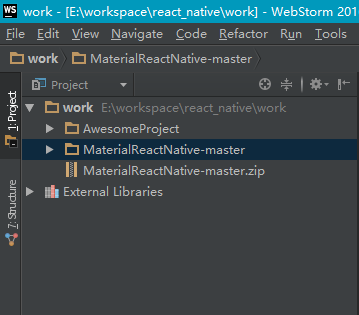 WS work - [E:\workspace\react_native\work] - WebStorm 201
File Edit View Navigate Code Refactor Run Tools
work MaterialReactNative-master
1: Project
Project
work E:\workspace\react_native\work
AwesomeProject
MaterialReactNative-master
MaterialReactNative-master.zip
External Libraries
7: Structure